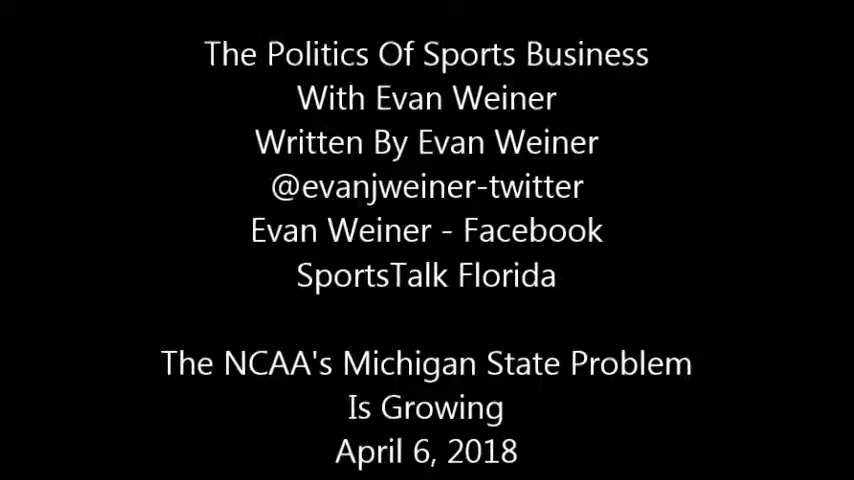 The Politics Of Sports Business
With Evan Weiner
Written By Evan Weiner
@evanjweiner-twitter
Evan Weiner - Facebook
SportsTalk Florida
The NCAA's Michigan State Problem
Is Growing
April 6, 2018